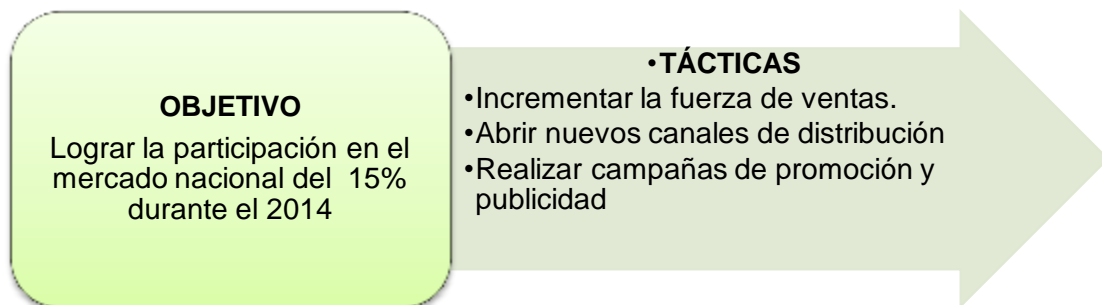 OBJETIVO
Lograr la participación en el
mercado nacional del 15%
durante el 2014
•TÁCTICAS
•Incrementar la fuerza de ventas.
•Abrir nuevos canales de distribución
•Realizar campañas de promoción y
publicidad